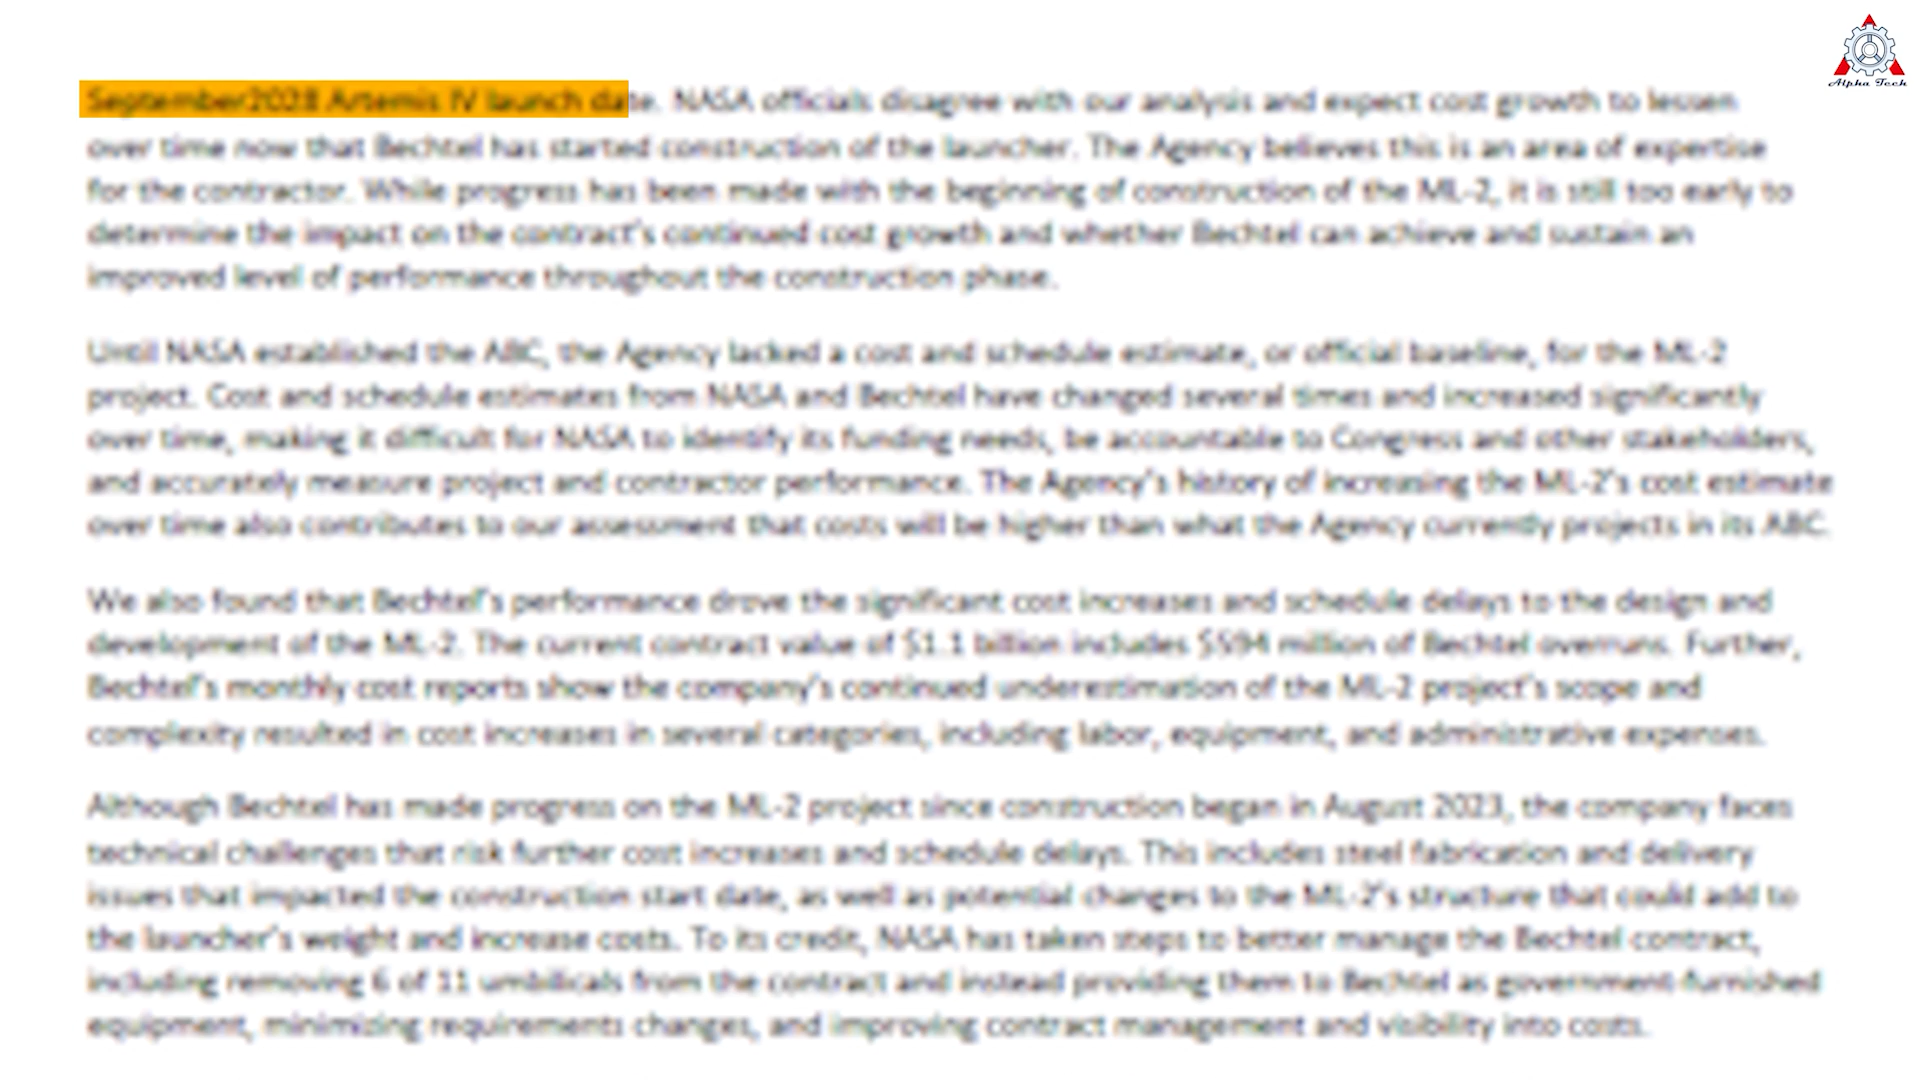 Alpha Tech
September2028 Artemis IV launch date. NASA officials disagree with our analysis and expect cost growth to lessen
over time now that Bechtel has started construction of the launcher. The Agency believes this is an area of expertise
for the contractor. While progress has been made with the beginning of construction of the ML-2, it is still too early to
determine the impact on the contract's continued cost growth and whether Bechtel can achieve and sustain an
improved level of performance throughout the construction phase.
Until NASA established the ABC, the Agency lacked a cost and schedule estimate, or official baseline, for the ML-2
project. Cost and schedule estimates from NASA and Bechtel have changed several times and increased significantly
over time, making it difficult for NASA to identify its funding needs, be accountable to Congress and other stakeholders,
and accurately measure project and contractor performance. The Agency's history of increasing the ML-2's cost estimate
over time also contributes to our assessment that costs will be higher than what the Agency currently projects in its ABC.
We also found that Bechtel's performance drove the significant cost increases and schedule delays to the design and
development of the ML-2. The current contract value of $1.1 billion includes $594 million of Bechtel overruns. Further,
Bechtel's monthly cost reports show the company's continued underestimation of the ML-2 project's scope and
complexity resulted in cost increases in several categories, including labor, equipment, and administrative expenses.
Although Bechtel has made progress on the ML-2 project since construction began in August 2023, the company faces
technical challenges that risk further cost increases and schedule delays. This includes steel fabrication and delivery
issues that impacted the construction start date, as well as potential changes to the ML-2's structure that could add to
the launcher's weight and increase costs. To its credit, NASA has taken steps to better manage the Bechtel contract,
including removing 6 of 11 umbilicals from the contract and instead providing them to Bechtel as government-furnished
equipment, minimizing requirements changes, and improving contract management and visibility into costs.